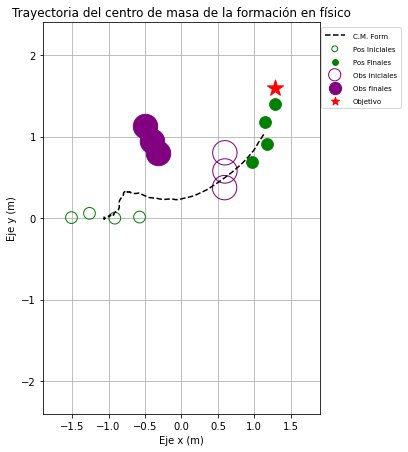 Trayectoria del centro de masa de la formación en físico
C.M. Form
Pos Iniciales
Pos Finales
Obs iniciales
Obs finales
Objetivo
Eje y (m)
2
1
0
−1
−2
−1.5
−1.0
−0.5
0.0
0.5
1.0
1.5
Eje x (m)